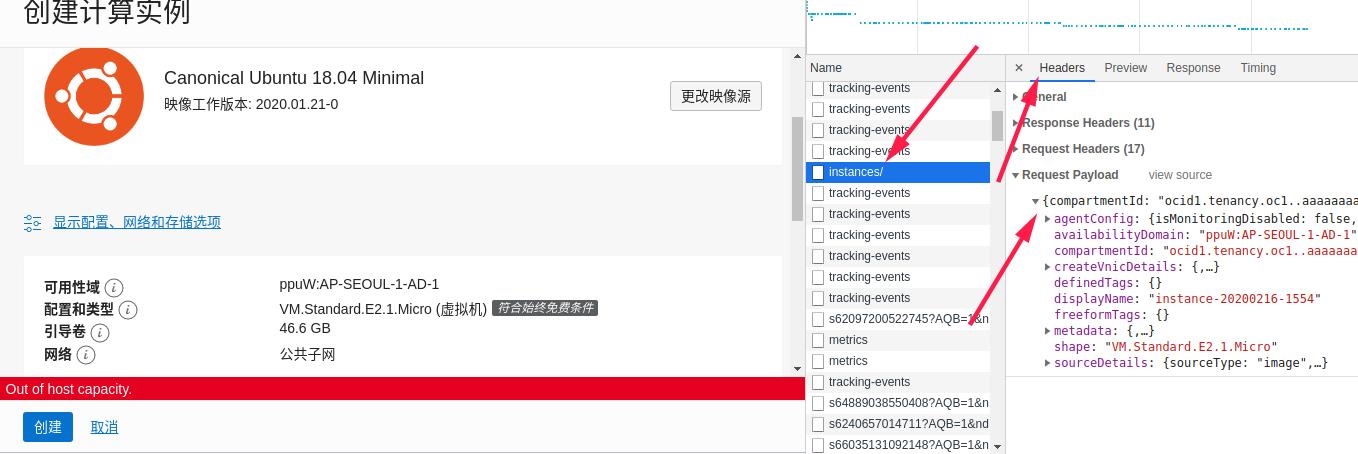 创建计算实例
Canonical Ubuntu 18.04 Minimal
映像工作版本: 2020.01.21-0
更改映像源
显示配置、网络和存储选项
可用性域 i
ppuW:AP-SEOUL-1-AD-1
配置和类型 i
VM.Standard.E2.1.Micro (虚拟机) 符合始终免费条件
引导卷 i
46.6 GB
网络 i
公共子网
Out of host capacity.
创建 取消
Name
tracking-events
tracking-events
tracking-events
tracking-events
instances/
tracking-events
tracking-events
tracking-events
tracking-events
tracking-events
tracking-events
s62097200522745?AQB=1&n
metrics
metrics
tracking-events
s64889038550408?AQB=1&n
s6240657014711?AQB=1&nd
s66035131092148?AQB=1&n
× Headers Preview Response Timing
General
Response Headers (11)
Request Headers (17)
Request Payload view source
{compartmentId: "ocid1.tenancy.oc1..aaaaaaaa
agentConfig: {isMonitoringDisabled: false,
availabilityDomain: "ppuW:AP-SEOUL-1-AD-1"
compartmentId: "ocid1.tenancy.oc1..aaaaaaa
createVnicDetails: {,…}
definedTags: {}
displayName: "instance-20200216-1554"
freeformTags: {}
metadata: {,…}
shape: "VM.Standard.E2.1.Micro"
sourceDetails: {sourceType: "image",…}